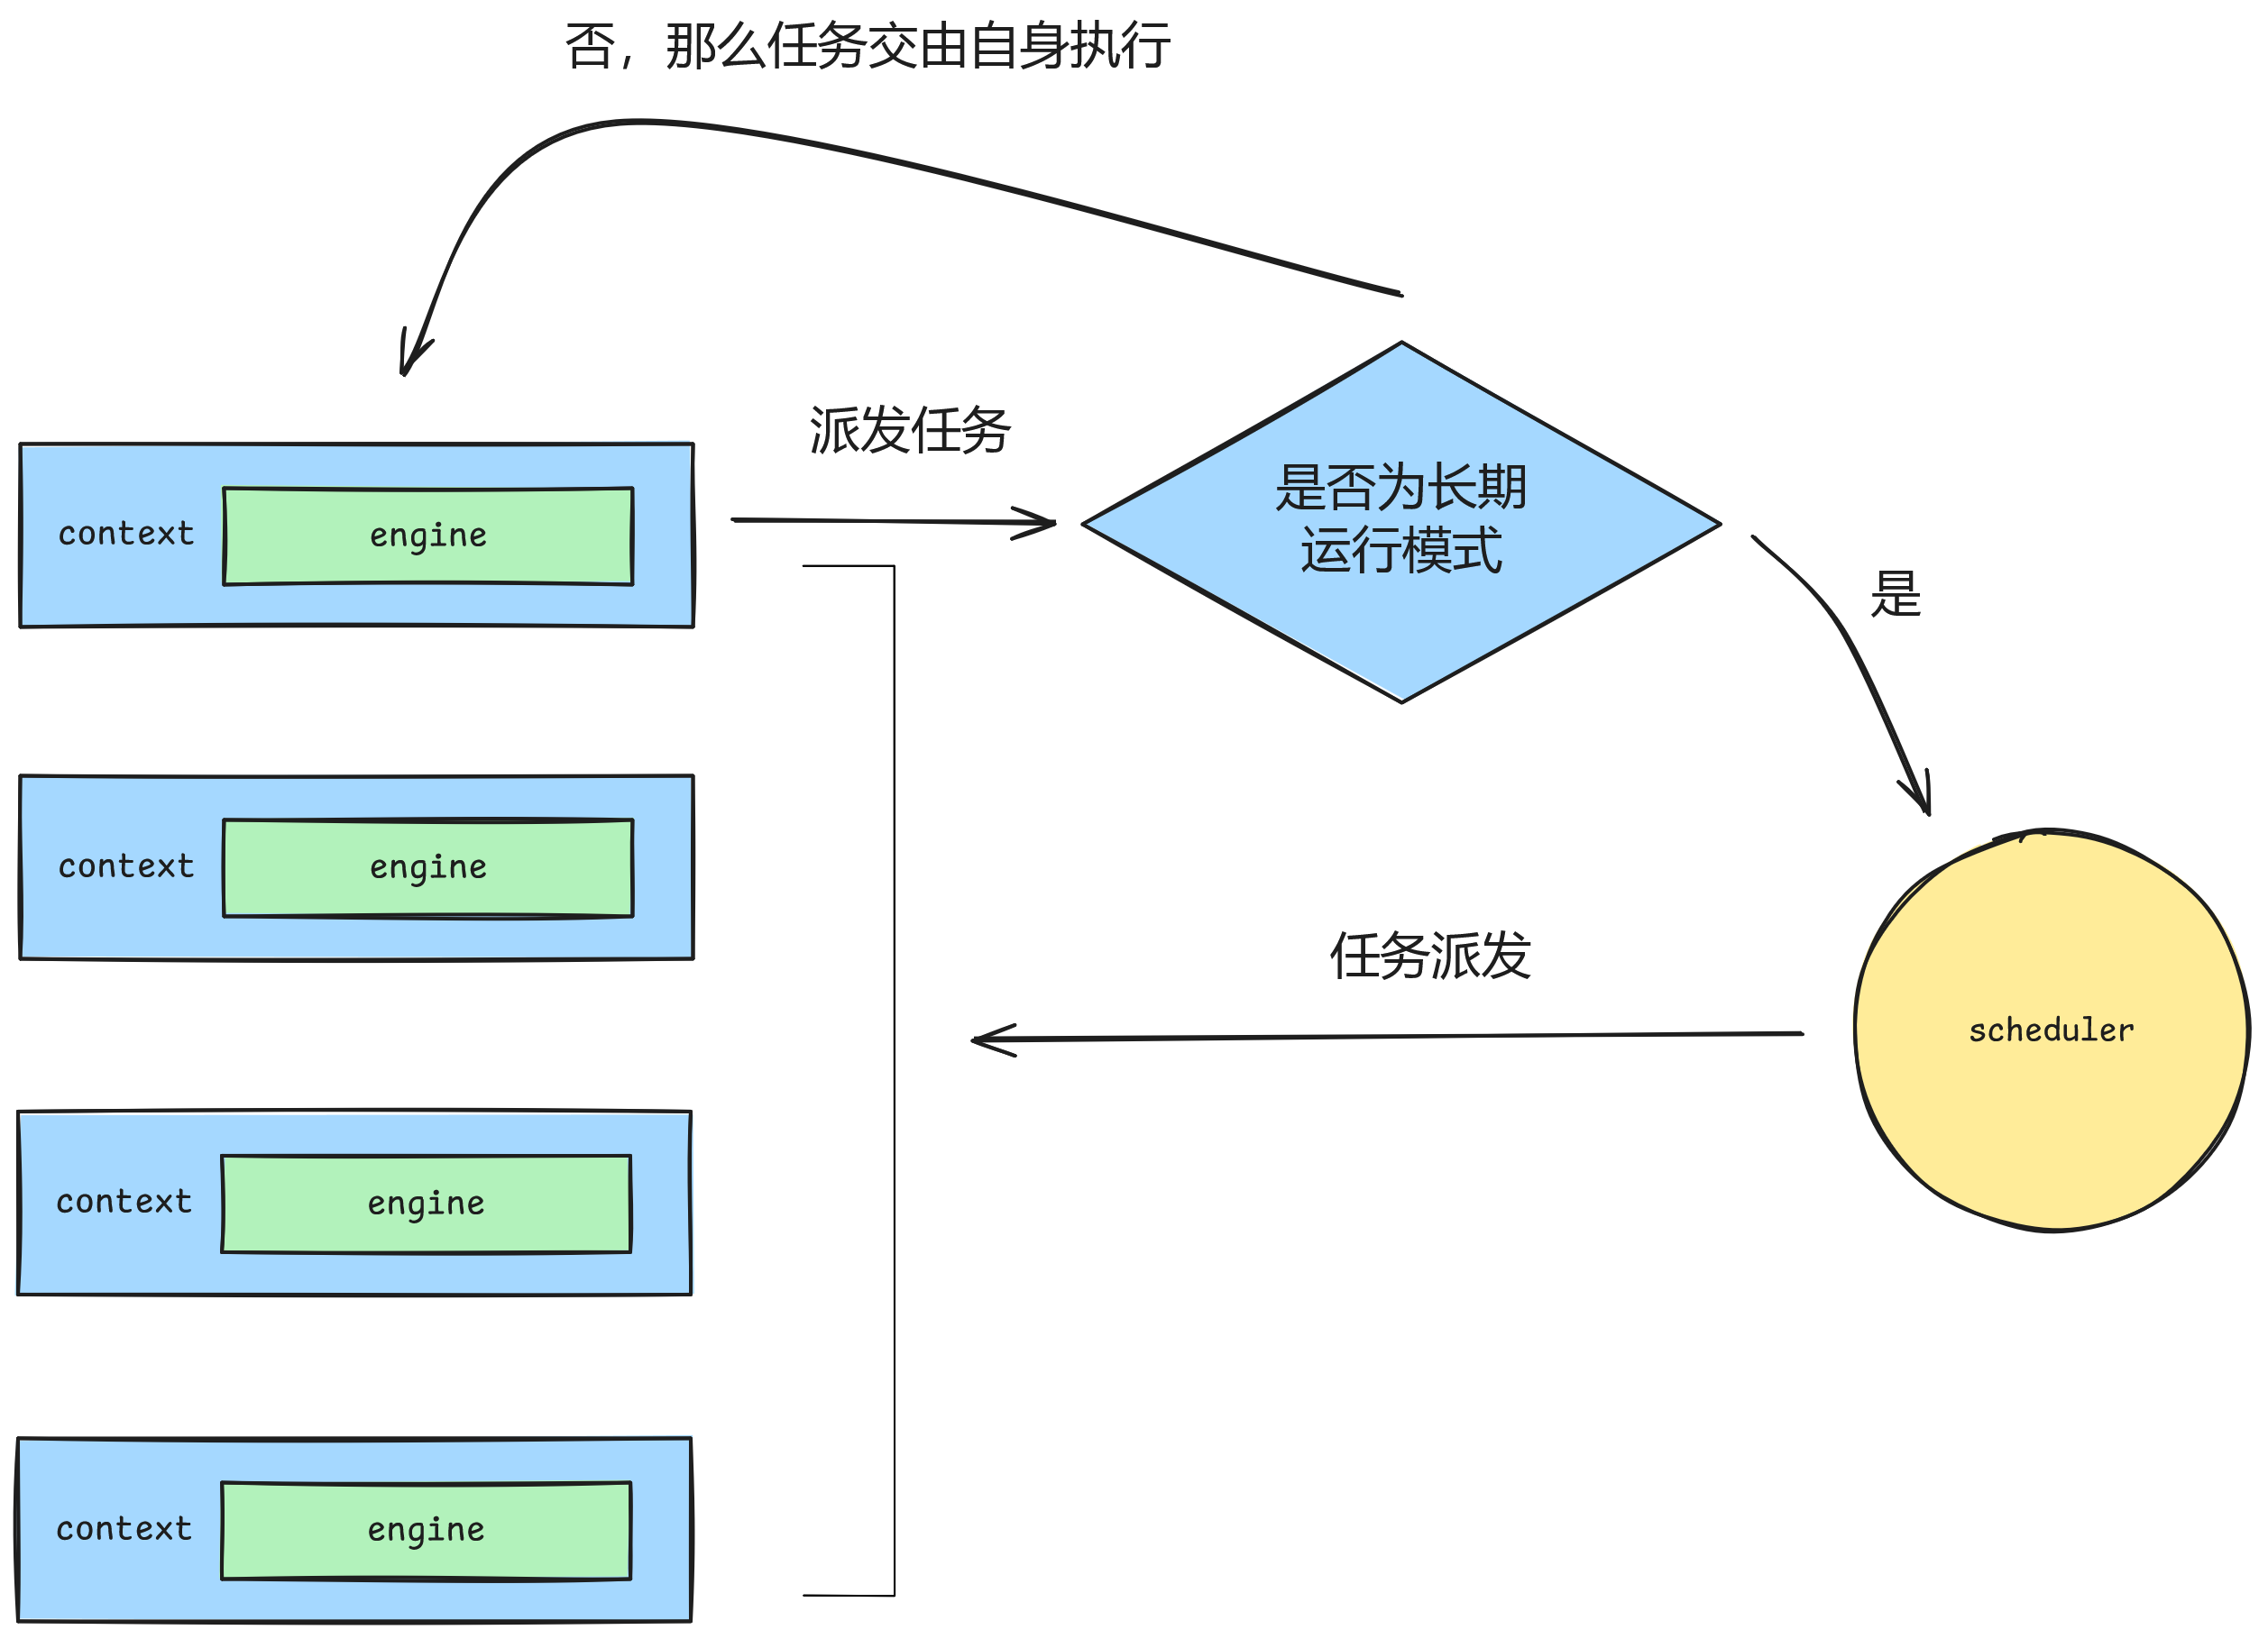 否，那么任务交由自身执行
派发任务
是否为长期
运行模式
是
context
engine
context
engine
任务派发
scheduler
context
engine
context
engine